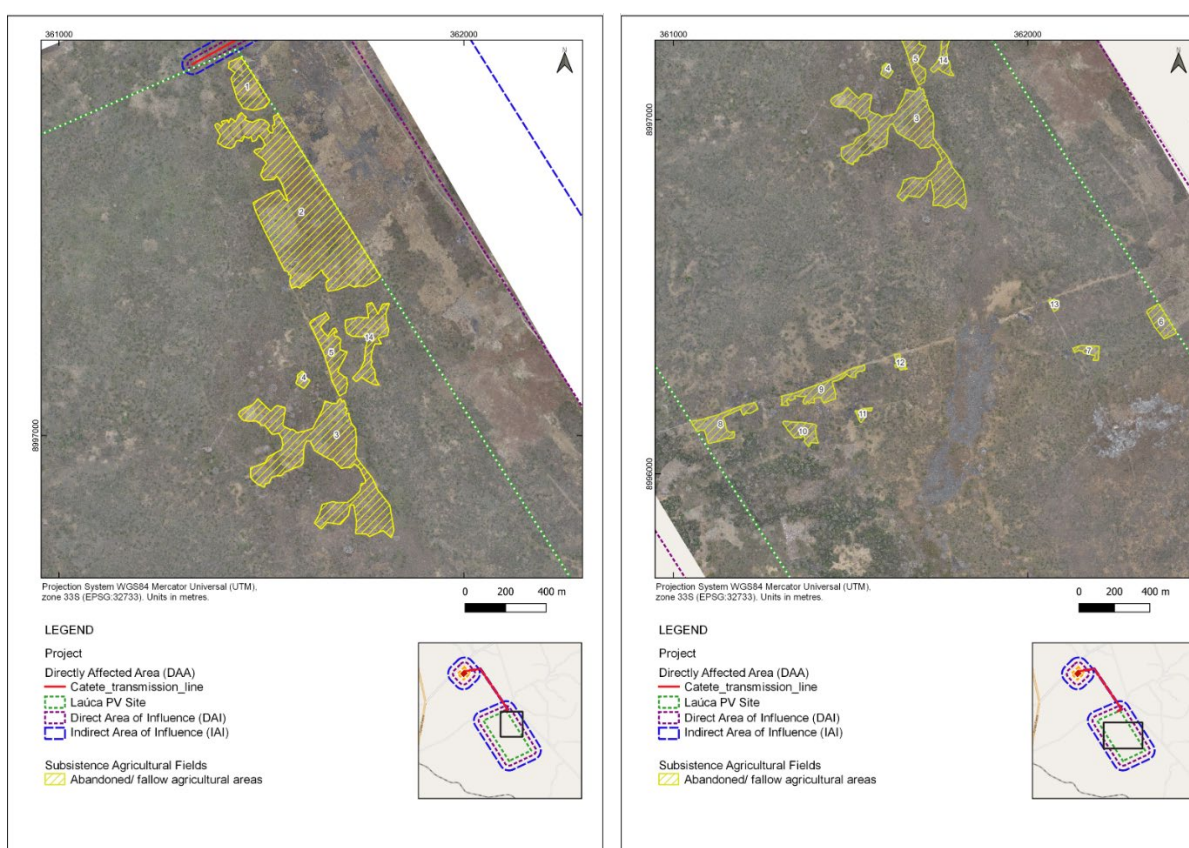 361000
362000
N
1
2
14
5
4
3
8997000
Projection System WGS84 Mercator Universal (UTM),
zone 33S (EPSG:32733). Units in metres.
0 200 400 m
LEGEND
Project
Directly Affected Area (DAA)
Catete_transmission_line
Laúca PV Site
Direct Area of Influence (DAI)
Indirect Area of Influence (IAI)
Subsistence Agricultural Fields
Abandoned/ fallow agricultural areas
361000
362000
N
4
5
14
3
8997000
13
6
7
12
9
11
8
10
8996000
Projection System WGS84 Mercator Universal (UTM),
zone 33S (EPSG:32733). Units in metres.
0 200 400 m
LEGEND
Project
Directly Affected Area (DAA)
Catete_transmission_line
Laúca PV Site
Direct Area of Influence (DAI)
Indirect Area of Influence (IAI)
Subsistence Agricultural Fields
Abandoned/ fallow agricultural areas